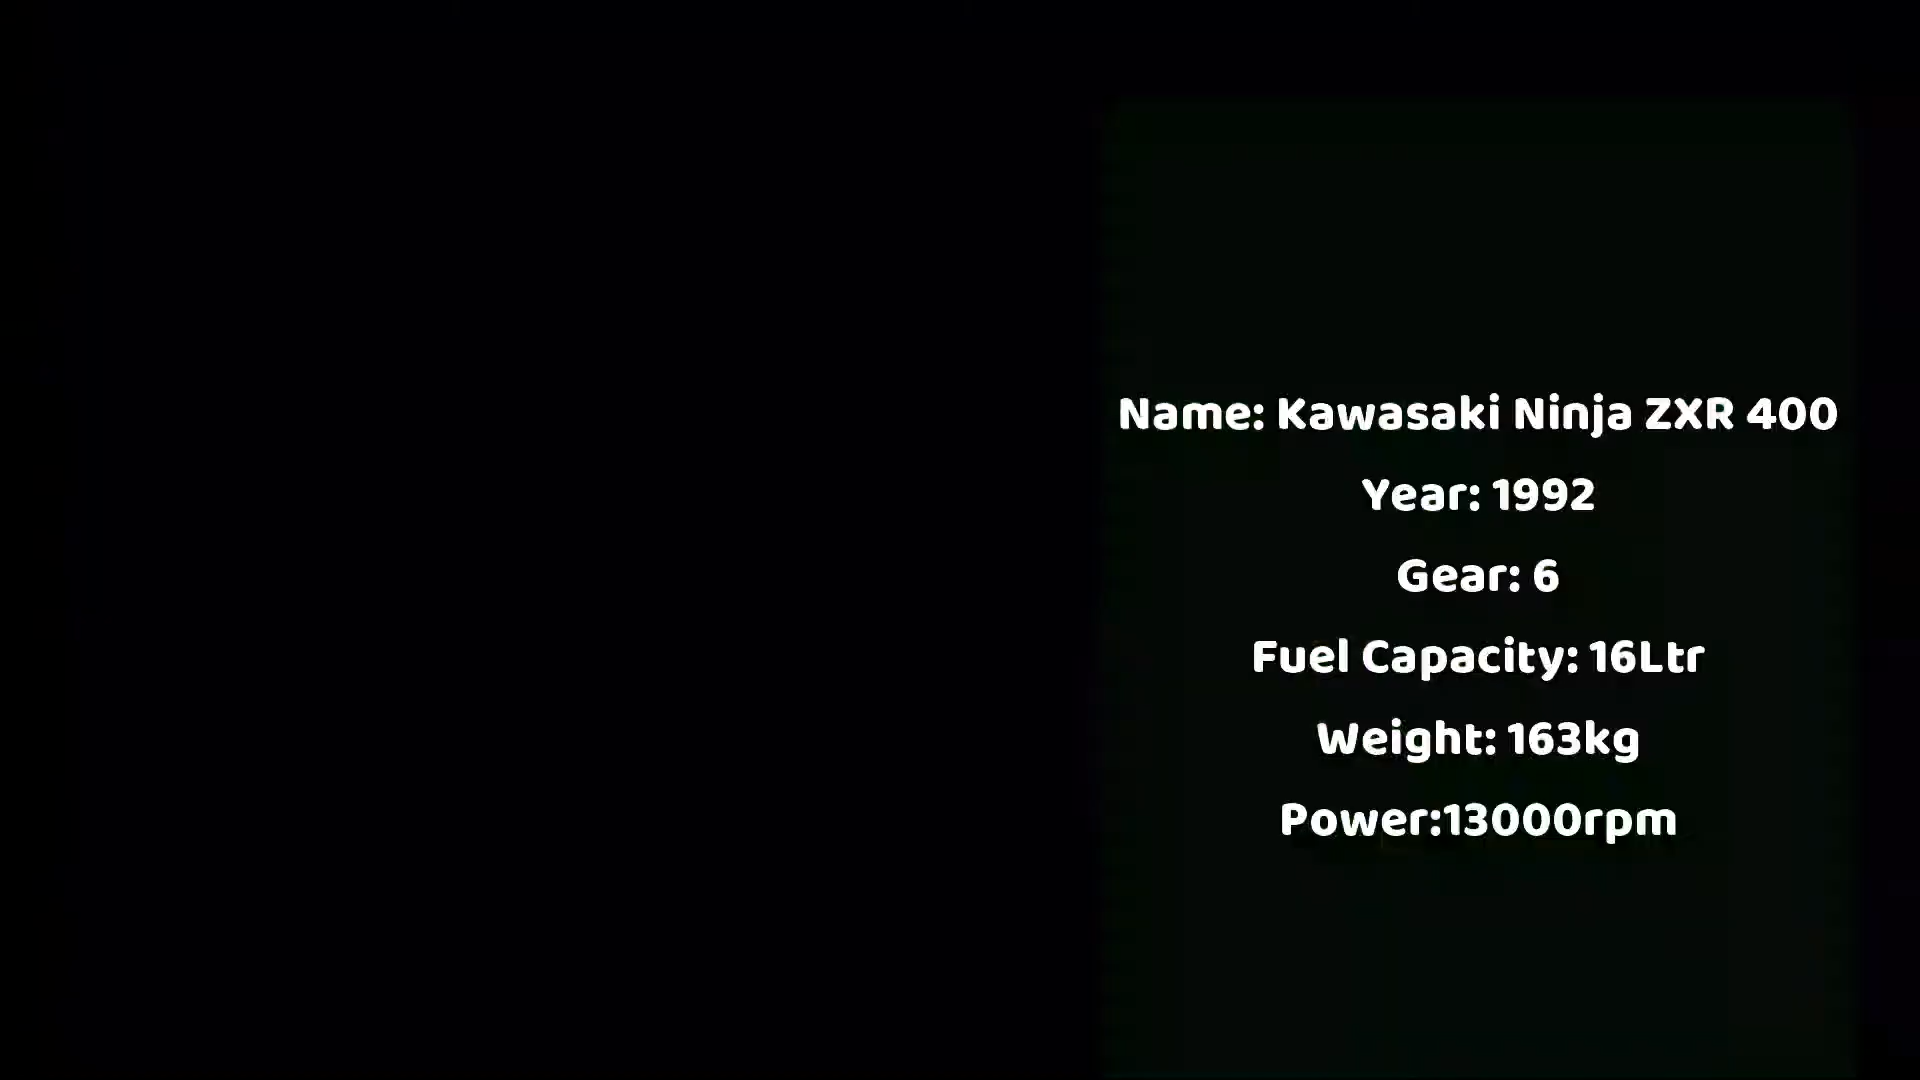 Name: Kawasaki Ninja ZXR 400
Year: 1992
Gear: 6
Fuel Capacity: 16Ltr
Weight: 163kg
Power:13000rpm